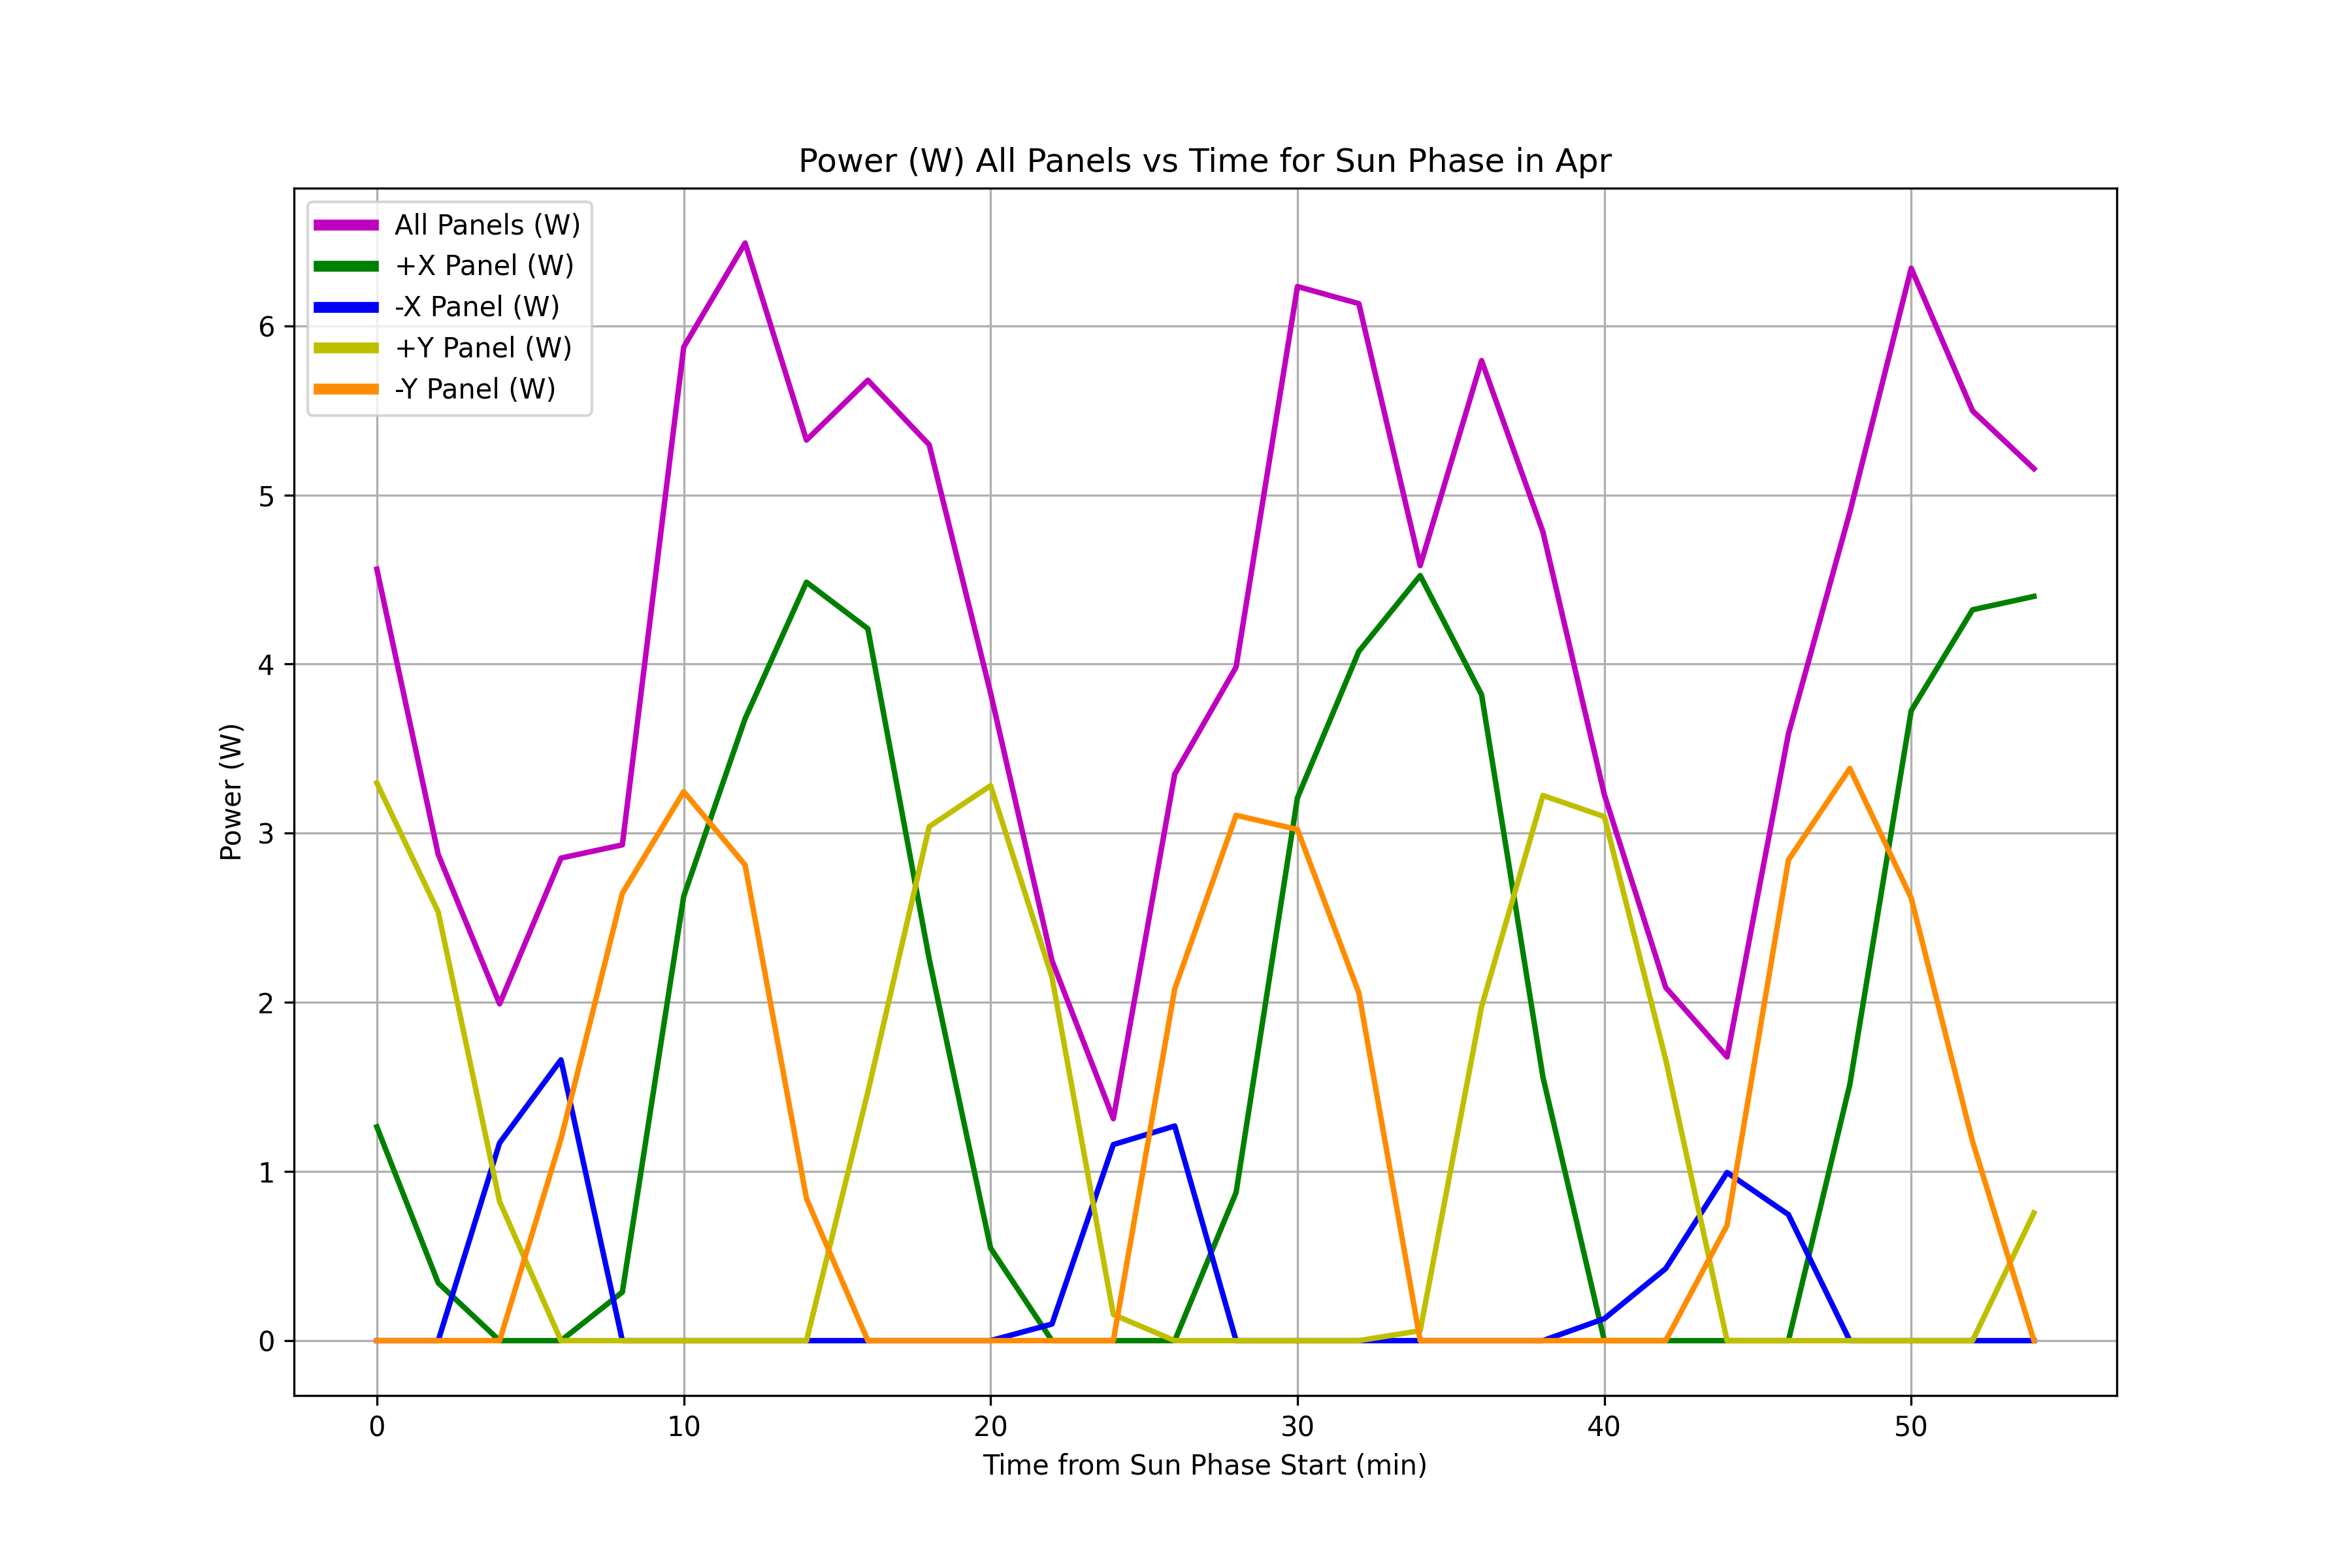 Power (W) All Panels vs Time for Sun Phase in Apr
All Panels (W)
+X Panel (W)
-X Panel (W)
+Y Panel (W)
-Y Panel (W)
6
5
4
3
2
1
0
Power (W)
0 10 20 30 40 50
Time from Sun Phase Start (min)